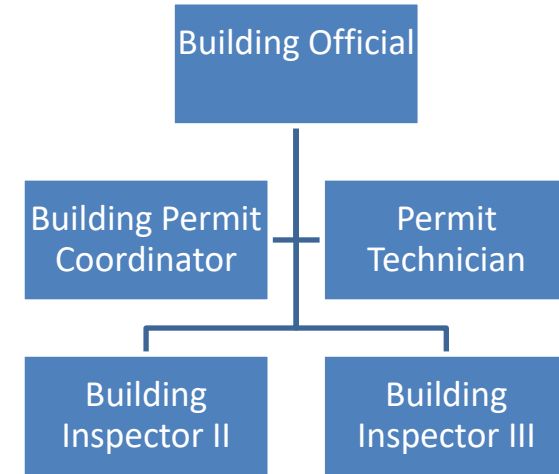 Building Official
Building Permit
Coordinator
Permit
Technician
Building
Inspector II
Building
Inspector III